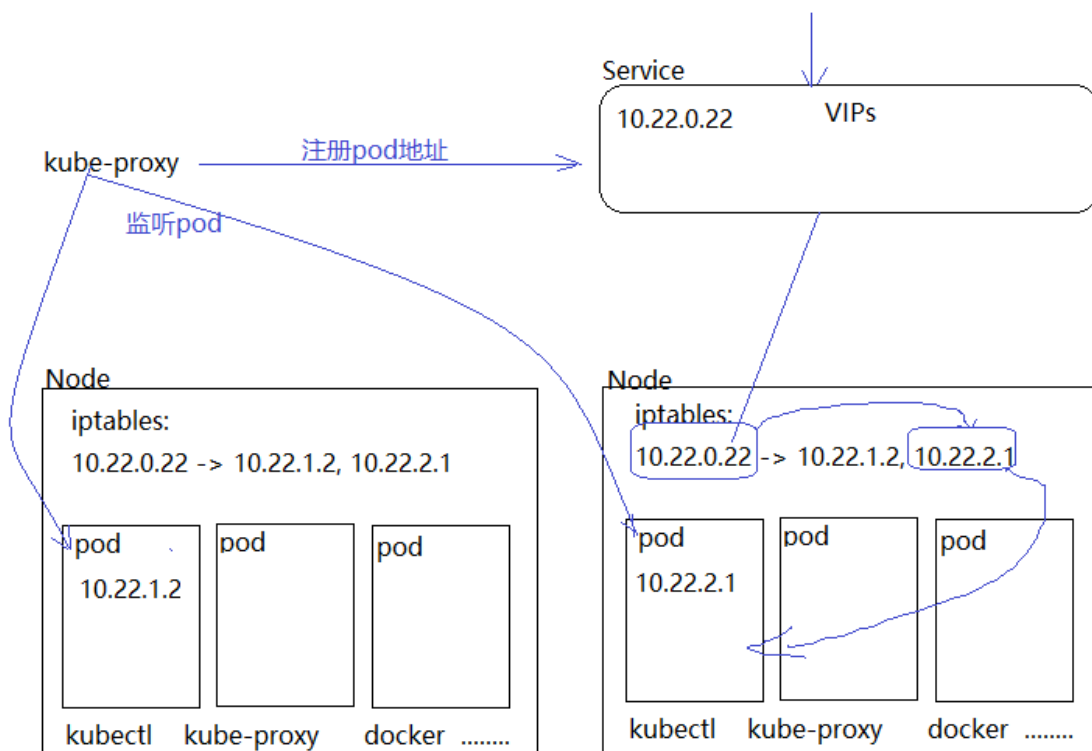 Service
10.22.0.22 VIPs
kube-proxy
注册pod地址
监听pod
Node
iptables:
10.22.0.22 -> 10.22.1.2, 10.22.2.1
pod
10.22.1.2
pod
pod
kubectl kube-proxy docker ........
Node
iptables:
10.22.0.22 -> 10.22.1.2, 10.22.2.1
pod
10.22.2.1
pod
pod
kubectl kube-proxy docker ........